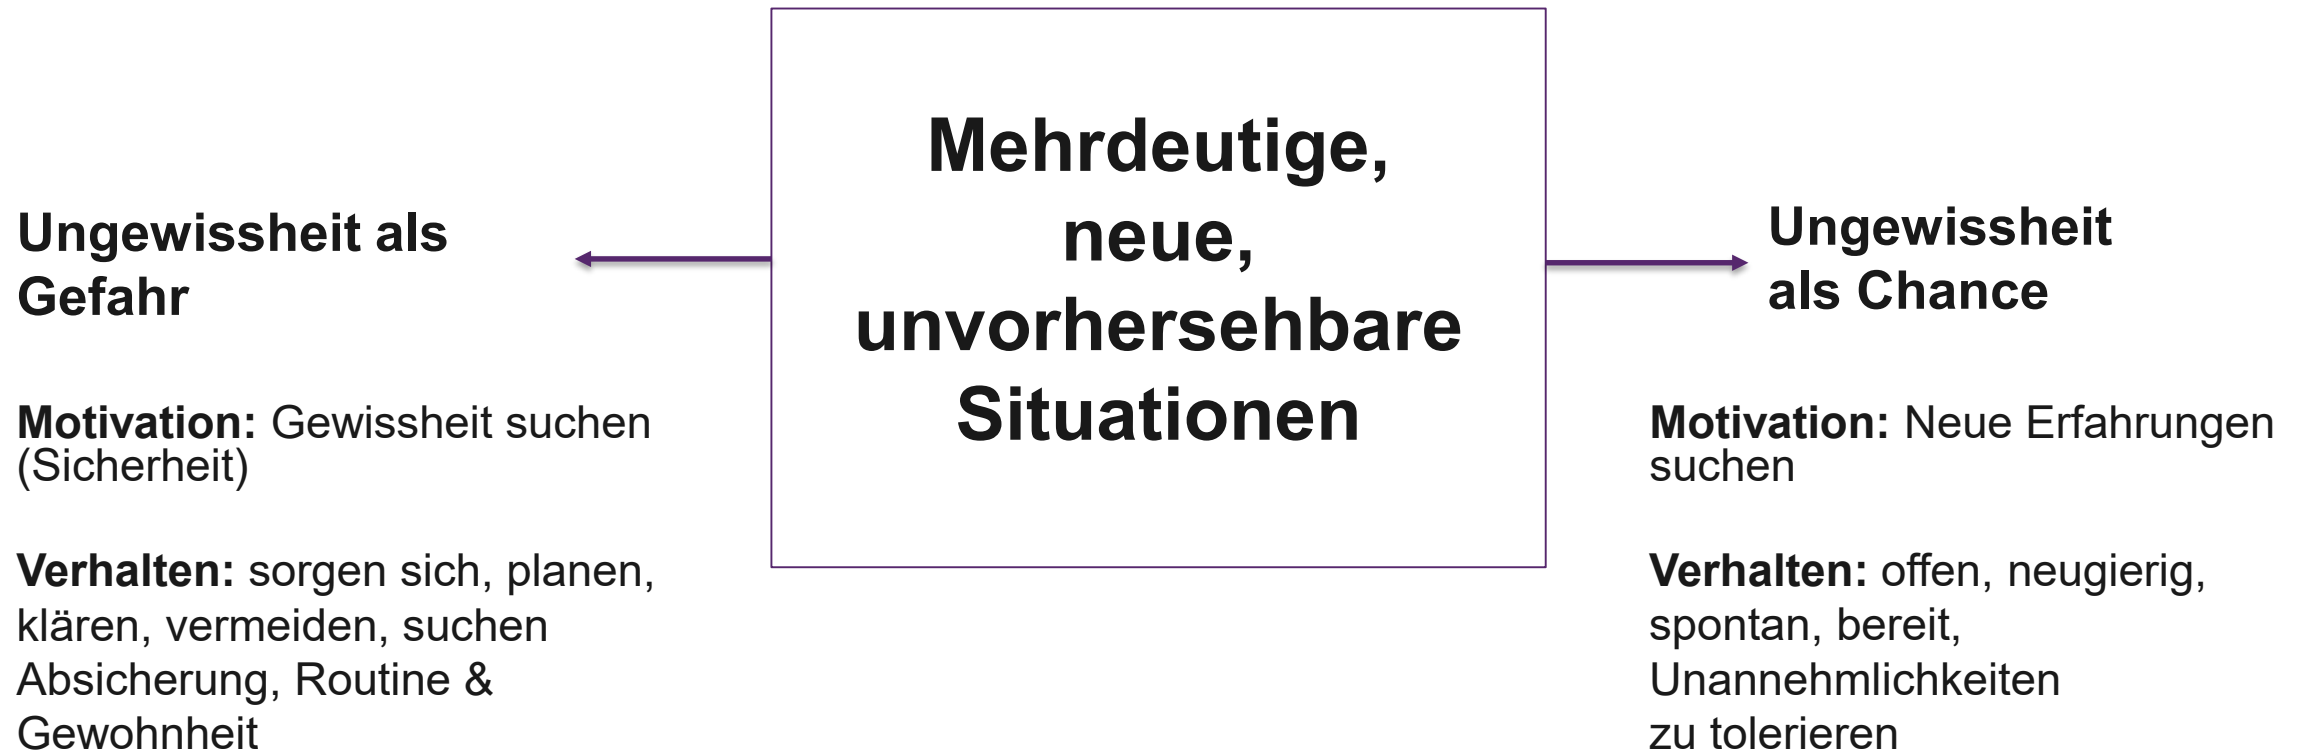 Mehrdeutige,
neue,
unvorhersehbare
Situationen
Ungewissheit als
Gefahr
Motivation: Gewissheit suchen
(Sicherheit)
Verhalten: sorgen sich, planen,
klären, vermeiden, suchen
Absicherung, Routine &
Gewohnheit
Ungewissheit
als Chance
Motivation: Neue Erfahrungen
suchen
Verhalten: offen, neugierig,
spontan, bereit,
Unannehmlichkeiten
zu tolerieren